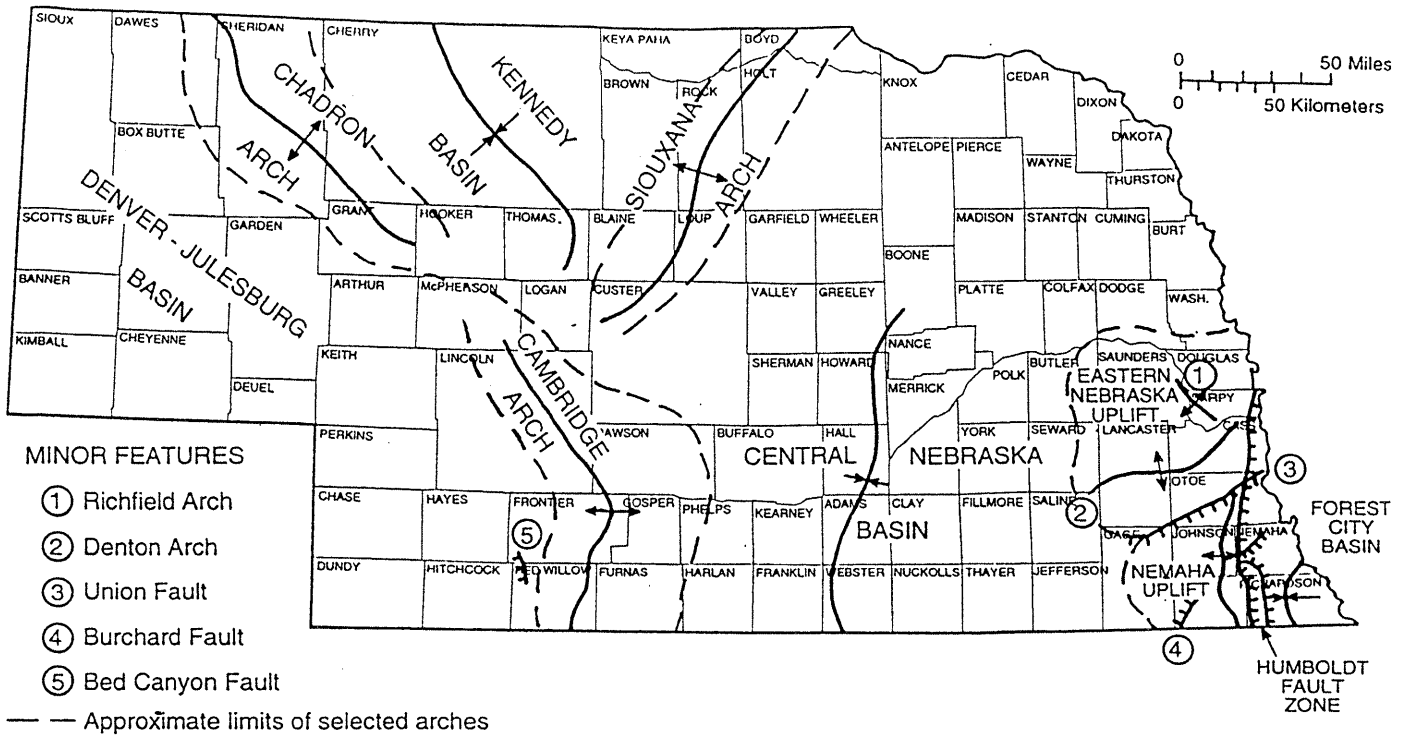 SIOUX
DAWES
SHERIDAN
CHERRY
KEYA PAHA
BOYD
BROWN
ROCK
HOLT
KNOX
CEDAR
DIXON
DAKOTA
0 50 Miles
0 50 Kilometers
CHADRON
ARCH
KENNEDY
BASIN
SIOUXANA
ARCH
BOX BUTTE
ANTELOPE
PIERCE
WAYNE
THURSTON
DENVER - JULESBURG
BASIN
SCOTTS BLUFF
GARDEN
GRANT
HOOKER
THOMAS
BLAINE
LOUP
GARFIELD
WHEELER
MADISON
STANTON
CUMING
BURT
BOONE
BANNER
ARTHUR
McPHERSON
LOGAN
CUSTER
VALLEY
GREELEY
PLATTE
COLFAX
DODGE
WASH.
KIMBALL
CHEYENNE
KEITH
LINCOLN
CAMBRIDGE
ARCH
SHERMAN
HOWARD
NANCE
MERRICK
POLK
BUTLER
SAUNDERS
DOUGLAS
EASTERN
NEBRASKA
UPLIFT
1
DEUEL
PERKINS
DAWSON
BUFFALO
HALL
YORK
SEWARD
LANCASTER
SARPY
CASS
CENTRAL NEBRASKA
BASIN
CHASE
HAYES
FRONTIER
GOSPER
PHELPS
KEARNEY
ADAMS
CLAY
FILLMORE
SALINE
OTOE
3
2
5
FOREST
CITY
BASIN
GAGE
JOHNSON
NEMAHA
DUNDY
HITCHCOCK
RED WILLOW
FURNAS
HARLAN
FRANKLIN
WEBSTER
NUCKOLLS
THAYER
JEFFERSON
NEMAHA
UPLIFT
RICHARDSON
4
HUMBOLDT
FAULT
ZONE
MINOR FEATURES
1 Richfield Arch
2 Denton Arch
3 Union Fault
4 Burchard Fault
5 Bed Canyon Fault
Approximate limits of selected arches